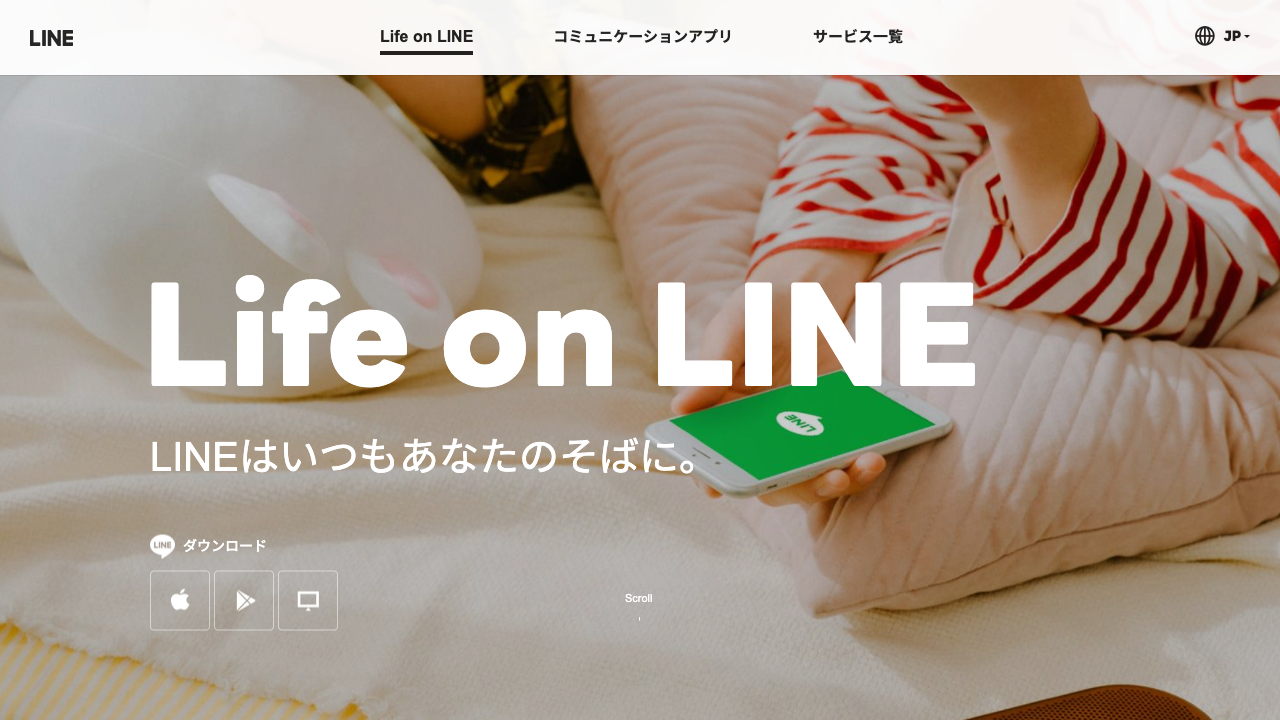 LINE
Life on LINE
コミュニケーションアプリ
サービス一覧
JP
Life on LINE
LINE
LINEはいつもあなたのそばに。
LINE
ダウンロード
Scroll